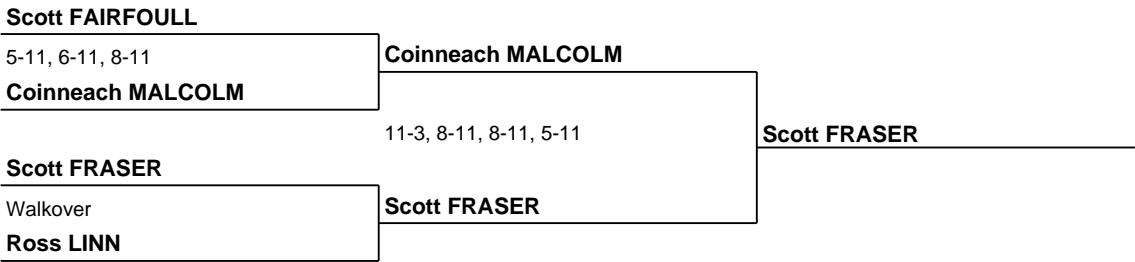 Scott FAIRFOULL
5-11, 6-11, 8-11
Coinneach MALCOLM
Coinneach MALCOLM
11-3, 8-11, 8-11, 5-11
Scott FRASER
Scott FRASER
Walkover
Scott FRASER
Ross LINN